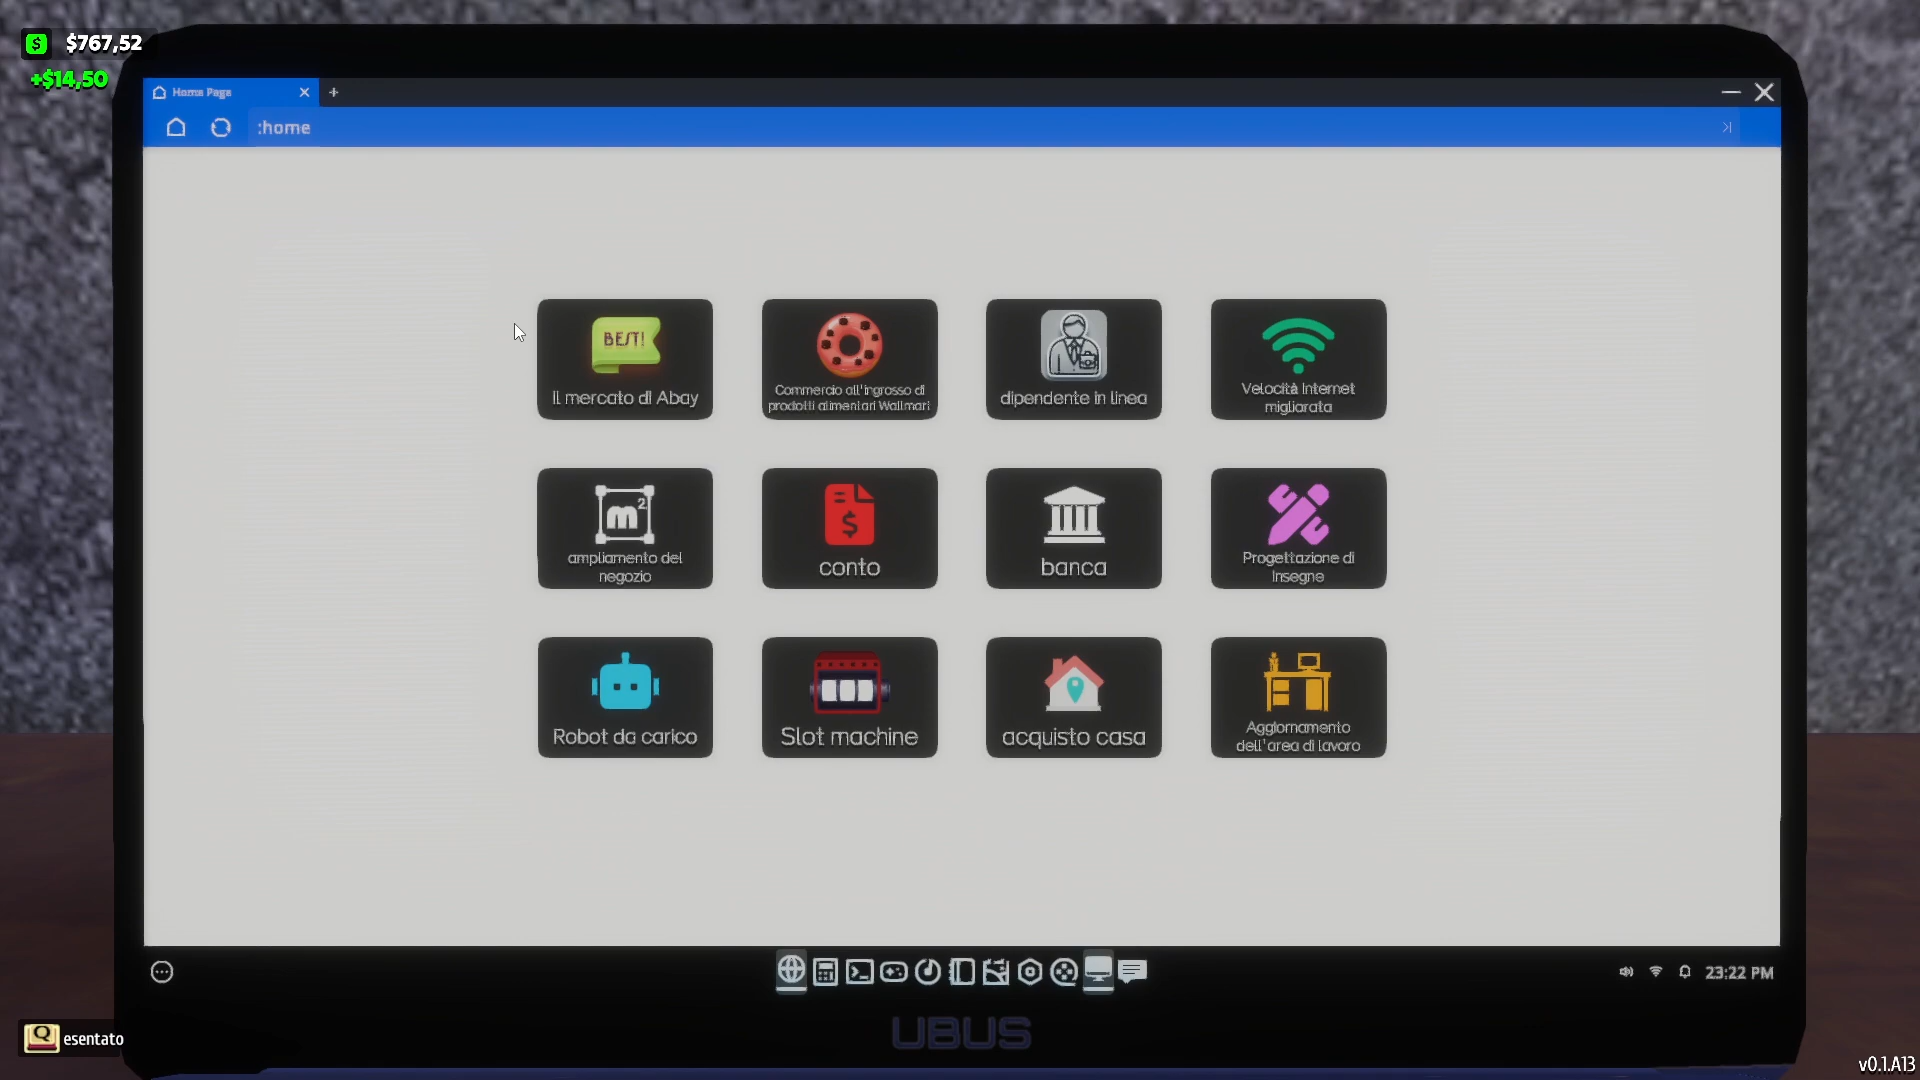 $767,52
+$14,50
Home Page
:home
BEST!
Il mercato di Abay
Commercio all'ingrosso di
prodotti alimentari Wallmari
dipendente in linea
Velocità Internet
migliorata
m2
ampliamento del
negozio
$
conto
banca
Progettazione di
Insegne
Robot da carico
Slot machine
acquisto casa
Aggiornamento
dell'area di lavoro
23:22 PM
UBUS
Q esentato
v0.1.A13